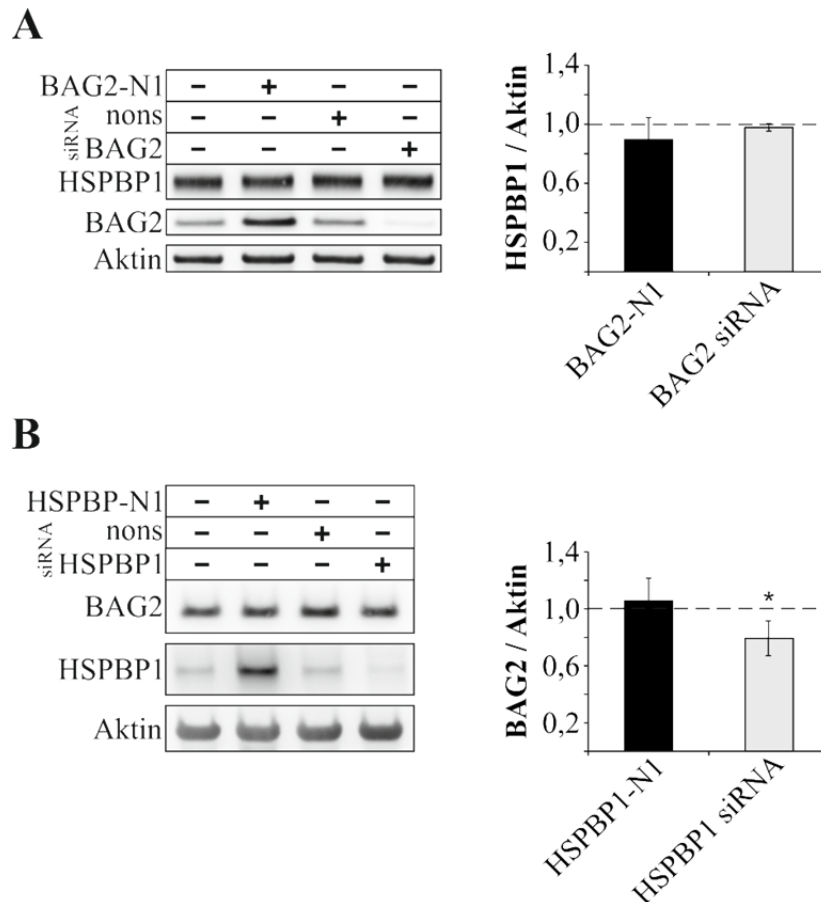 A
BAG2-N1 – + – –
siRNA
nons – – + –
BAG2 – – – +
HSPBP1
BAG2
Aktin
HSPBP1 / Aktin
1,4
1,0
0,6
0,2
BAG2-N1
BAG2 siRNA
B
HSPBP-N1 – + – –
siRNA
nons – – + –
HSPBP1 – – – +
BAG2
HSPBP1
Aktin
BAG2 / Aktin
1,4
1,0
0,6
0,2
*
HSPBP1-N1
HSPBP1 siRNA